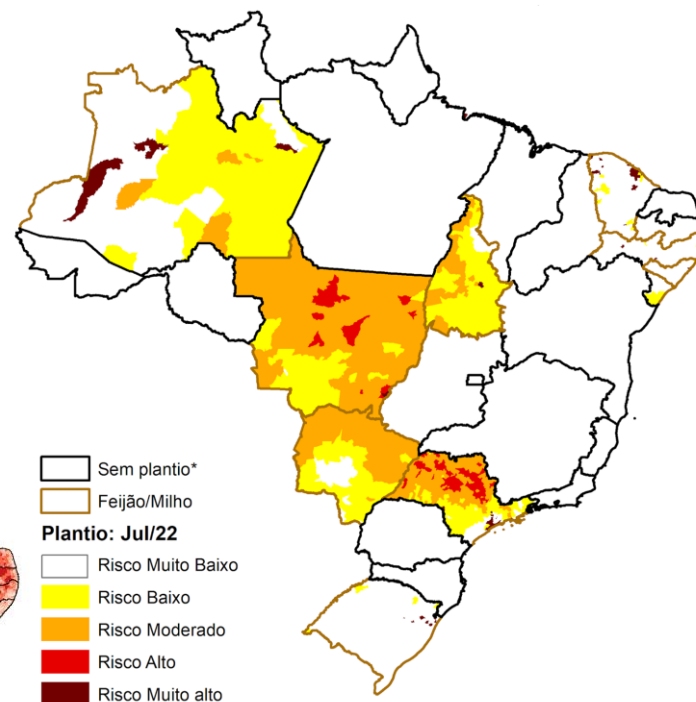 Sem plantio*
Feijão/Milho
Plantio: Jul/22
Risco Muito Baixo
Risco Baixo
Risco Moderado
Risco Alto
Risco Muito alto